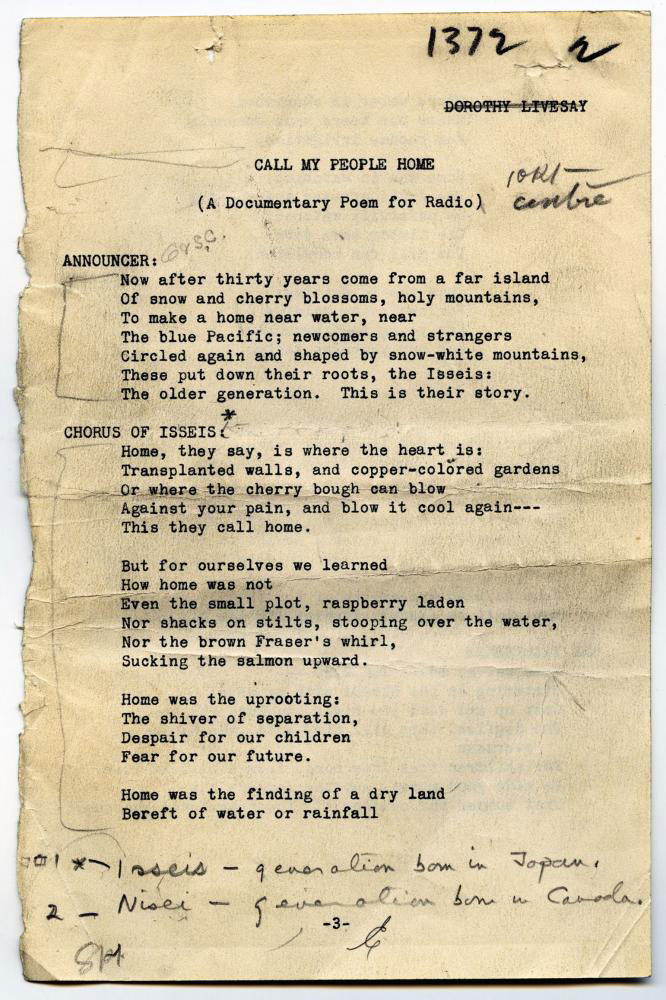 1372 2
DOROTHY LIVESAY
CALL MY PEOPLE HOME
10pt
(A Documentary Poem for Radio)
centre
6 pt s.c.
ANNOUNCER:
Now after thirty years come from a far island
Of snow and cherry blossoms, holy mountains,
To make a home near water, near
The blue Pacific; newcomers and strangers
Circled again and shaped by snow-white mountains,
These put down their roots, the Isseis:
The older generation. This is their story.
*
CHORUS OF ISSEIS:
Home, they say, is where the heart is:
Transplanted walls, and copper-colored gardens
Or where the cherry bough can blow
Against your pain, and blow it cool again---
This they call home.
But for ourselves we learned
How home was not
Even the small plot, raspberry laden
Nor shacks on stilts, stooping over the water,
Nor the brown Fraser's whirl,
Sucking the salmon upward.
Home was the uprooting:
The shiver of separation,
Despair for our children
Fear for our future.
Home was the finding of a dry land
Bereft of water or rainfall
1 * - Isseis - generation born in Japan.
2 - Nisei - generation born in Canada.
-3-
8pt